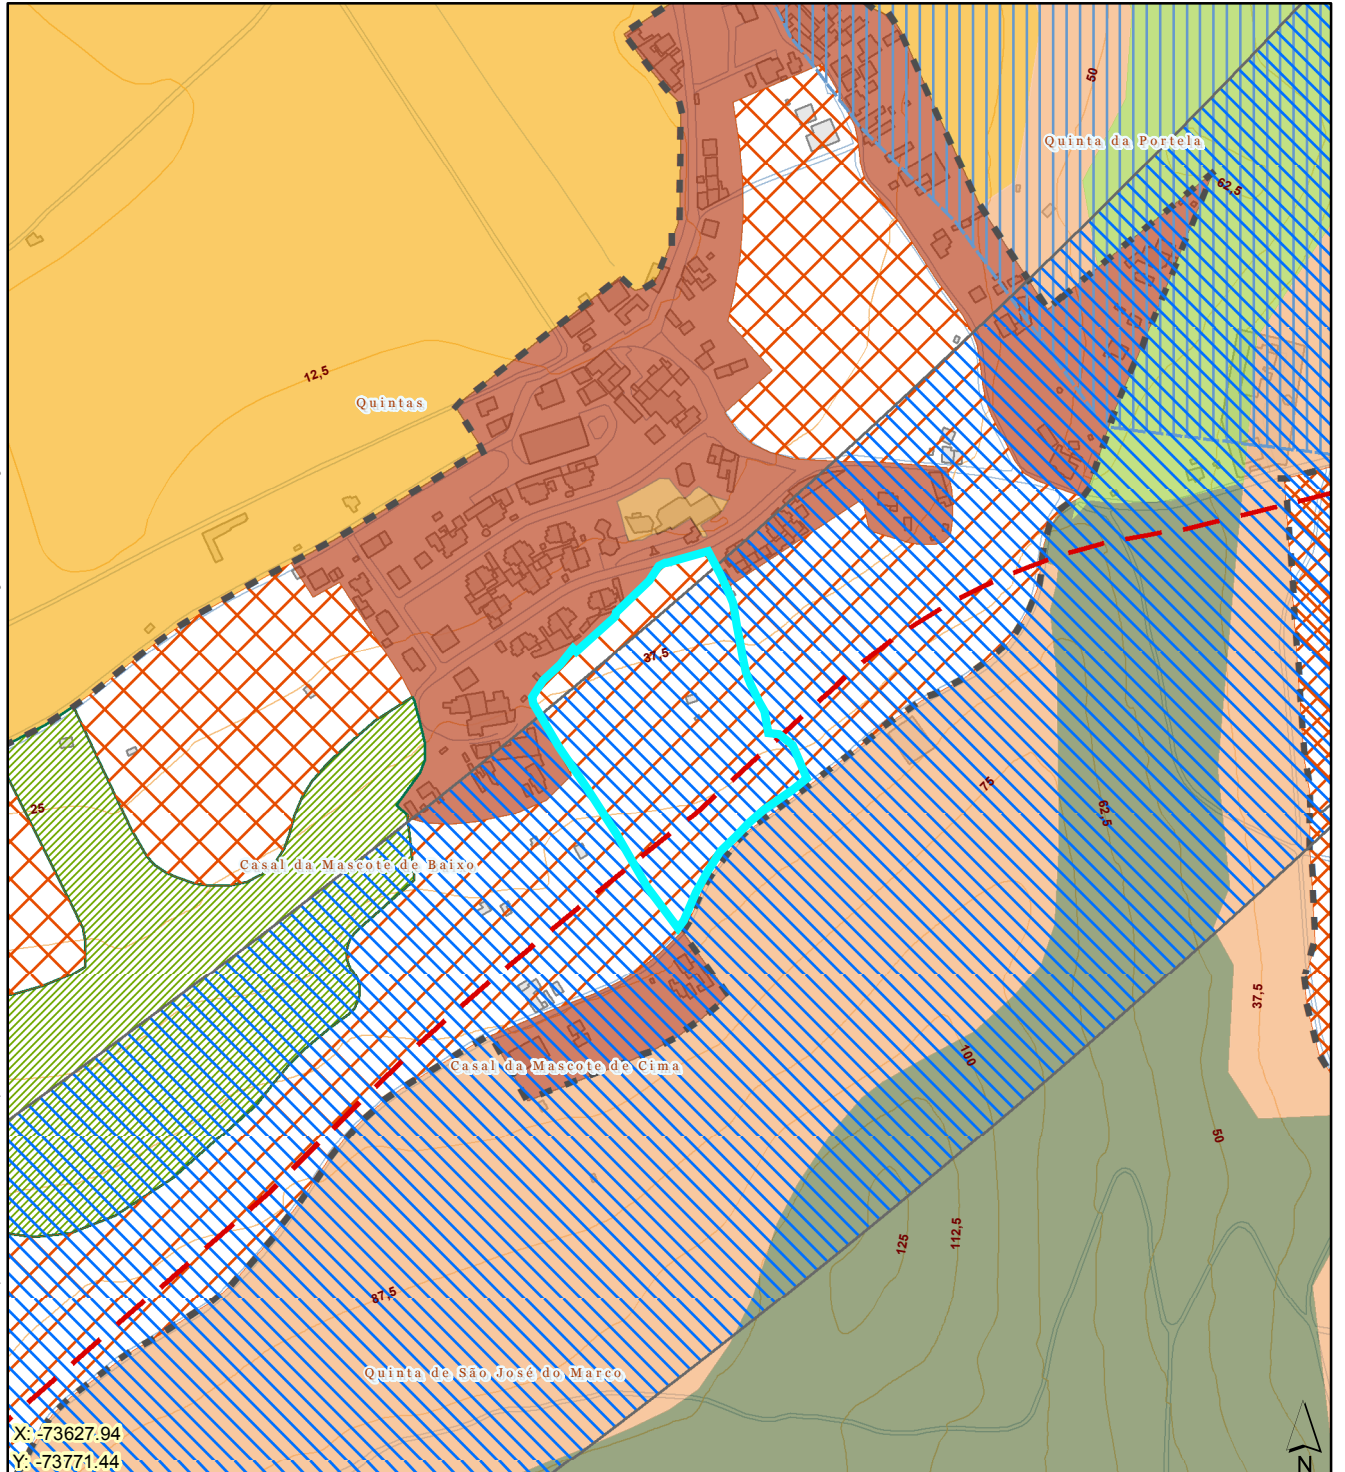 50
Quinta da Portela
62,5
12,5
Quintas
37,5
75
62,5
25
Casal da Mascote de Baixo
37,5
100
Casal da Mascote de Cima
50
112,5
125
87,5
Quinta de São José do Marco
X: -73627.94
Y: -73771.44
N